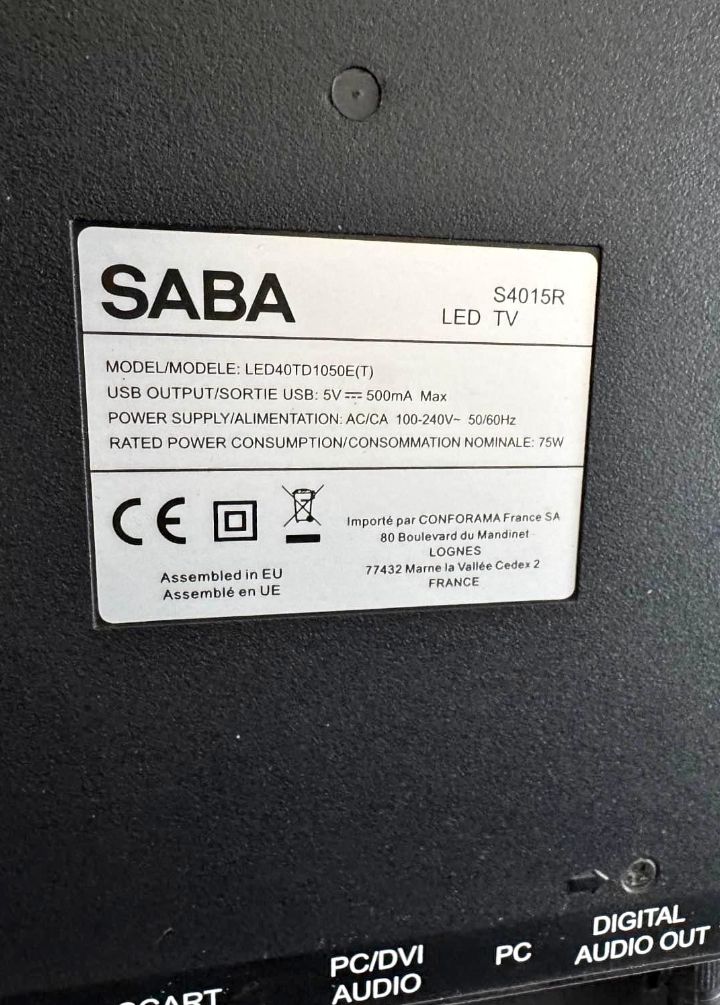 SABA
S4015R
LED TV
MODEL/MODELE: LED40TD1050E(T)
USB OUTPUT/SORTIE USB: 5V⎓ 500mA Max
POWER SUPPLY/ALIMENTATION: AC/CA 100-240V~ 50/60Hz
RATED POWER CONSUMPTION/CONSOMMATION NOMINALE: 75W
CE
Importé par CONFORAMA France SA
80 Boulevard du Mandinet
LOGNES
77432 Marne la Vallée Cedex 2
FRANCE
Assembled in EU
Assemblé en UE
DIGITAL
AUDIO OUT
PC
PC/DVI
AUDIO